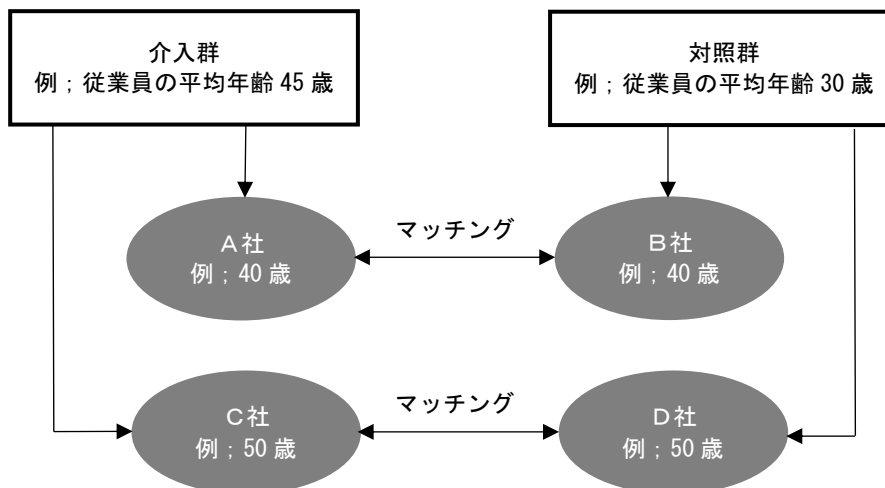 介入群
例；従業員の平均年齢 45 歳
対照群
例；従業員の平均年齢 30 歳
A社
例；40 歳
マッチング
B社
例；40 歳
C社
例；50 歳
マッチング
D社
例；50 歳